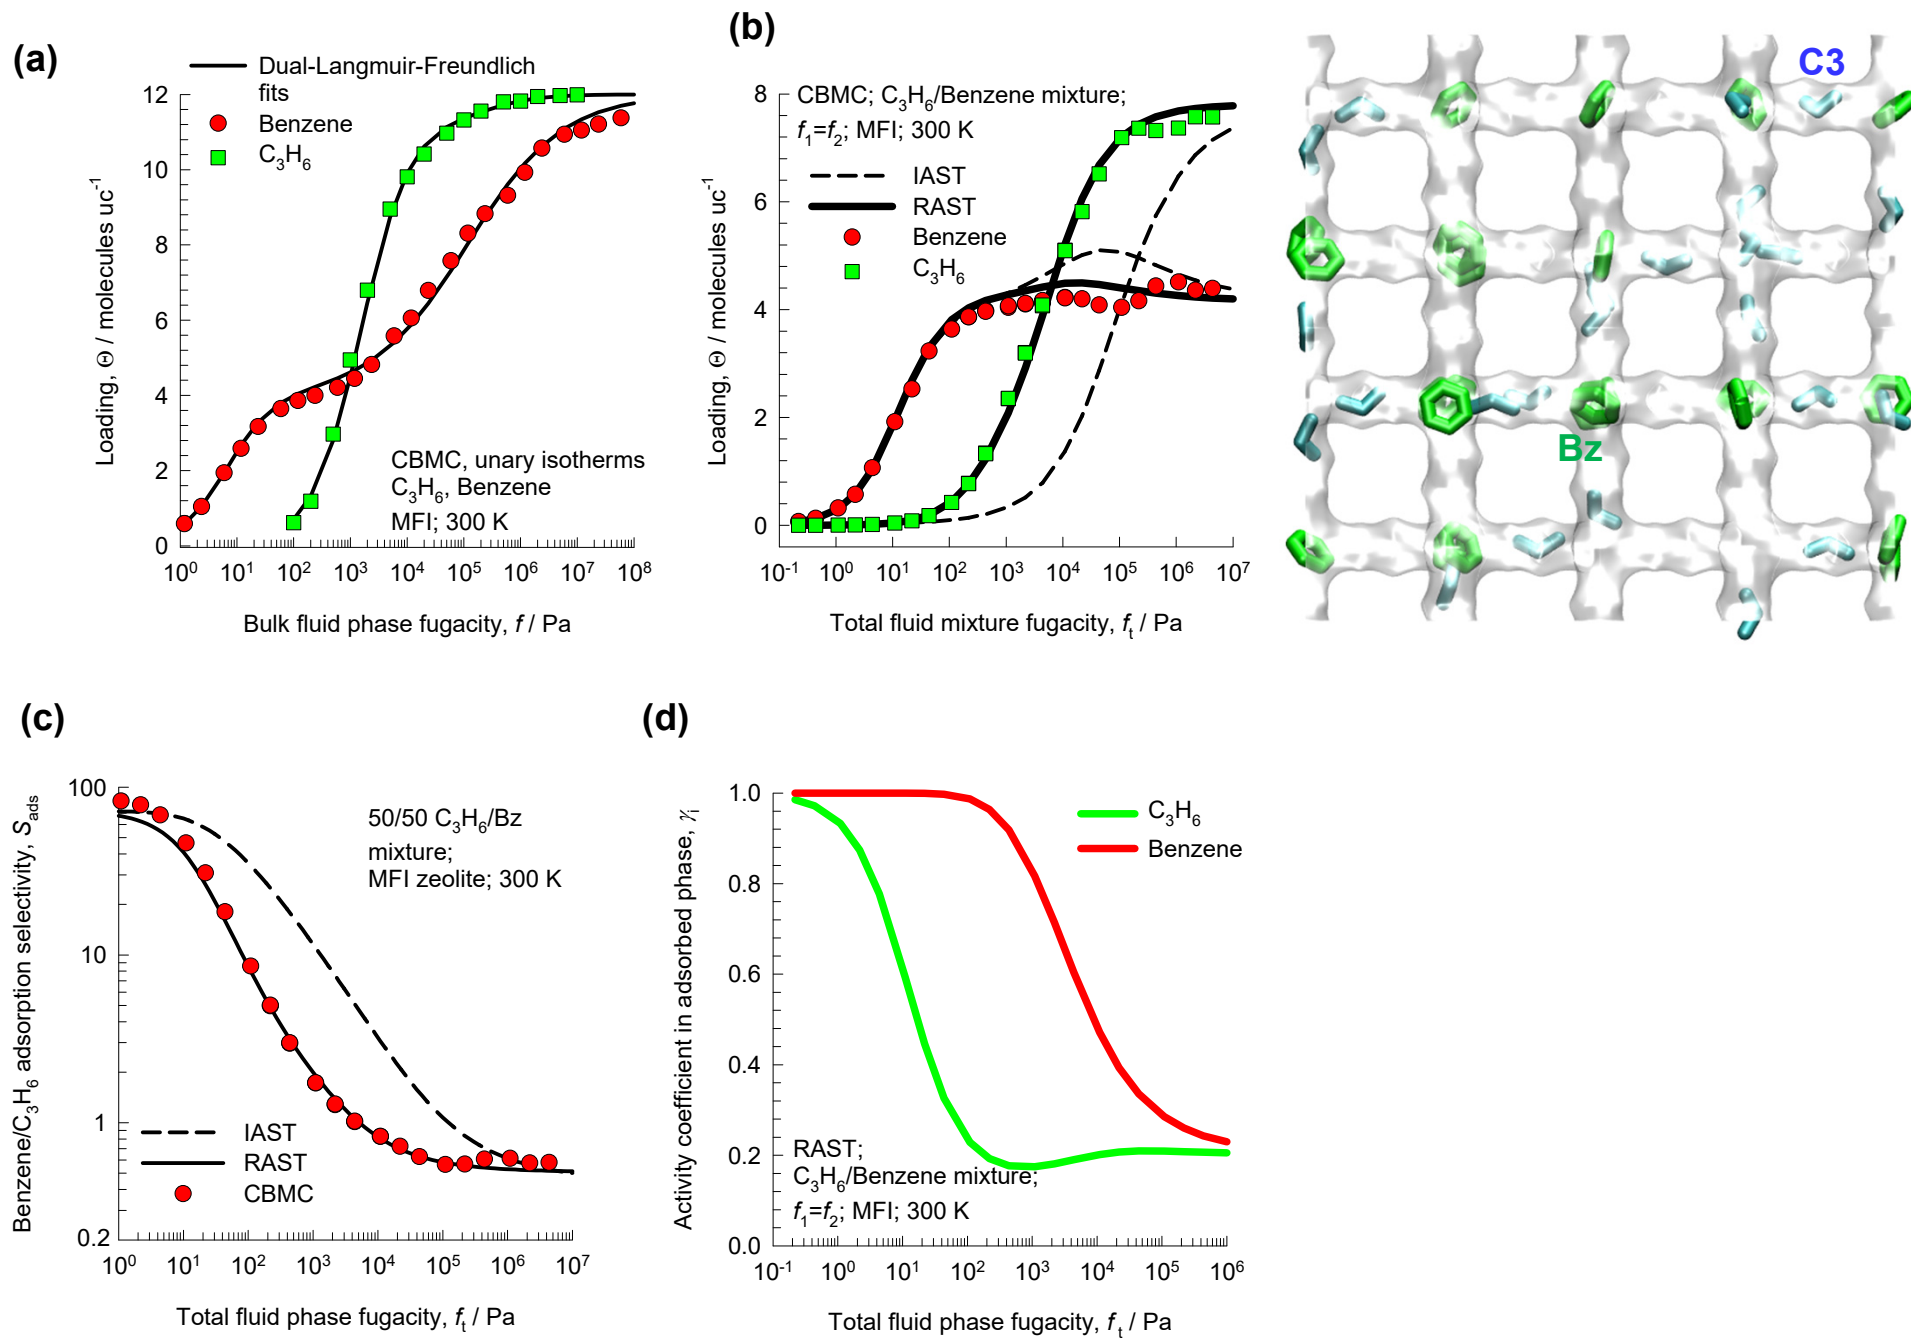 (a)
Dual-Langmuir-Freundlich
fits
Benzene
C3H6
12
10
8
6
4
2
0
Loading, Θ / molecules uc-1
CBMC, unary isotherms
C3H6, Benzene
MFI; 300 K
10^0 10^1 10^2 10^3 10^4 10^5 10^6 10^7 10^8
Bulk fluid phase fugacity, f / Pa
(b)
CBMC; C3H6/Benzene mixture;
f1=f2; MFI; 300 K
IAST
RAST
Benzene
C3H6
8
6
4
2
0
Loading, Θ / molecules uc-1
10^-1 10^0 10^1 10^2 10^3 10^4 10^5 10^6 10^7
Total fluid mixture fugacity, ft / Pa
C3
Bz
(c)
100
10
1
0.2
Benzene/C3H6 adsorption selectivity, Sads
50/50 C3H6/Bz
mixture;
MFI zeolite; 300 K
IAST
RAST
CBMC
10^0 10^1 10^2 10^3 10^4 10^5 10^6 10^7
Total fluid phase fugacity, ft / Pa
(d)
1.0
0.8
0.6
0.4
0.2
0.0
Activity coefficient in adsorbed phase, γi
C3H6
Benzene
RAST;
C3H6/Benzene mixture;
f1=f2; MFI; 300 K
10^-1 10^0 10^1 10^2 10^3 10^4 10^5 10^6
Total fluid phase fugacity, ft / Pa